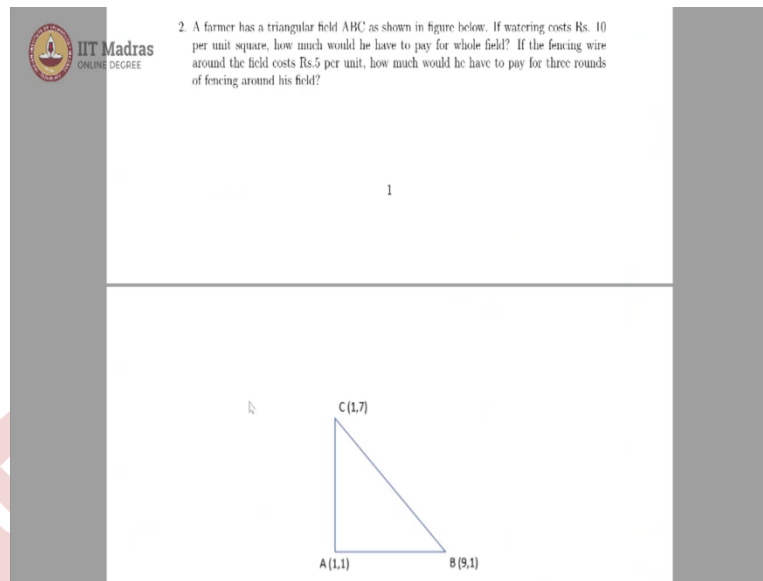 IIT Madras
ONLINE DEGREE
2. A farmer has a triangular field ABC as shown in figure below. If watering costs Rs. 10
per unit square, how much would he have to pay for whole field? If the fencing wire
around the field costs Rs.5 per unit, how much would he have to pay for three rounds
of fencing around his field?
1
C (1,7)
A (1,1)
B (9,1)